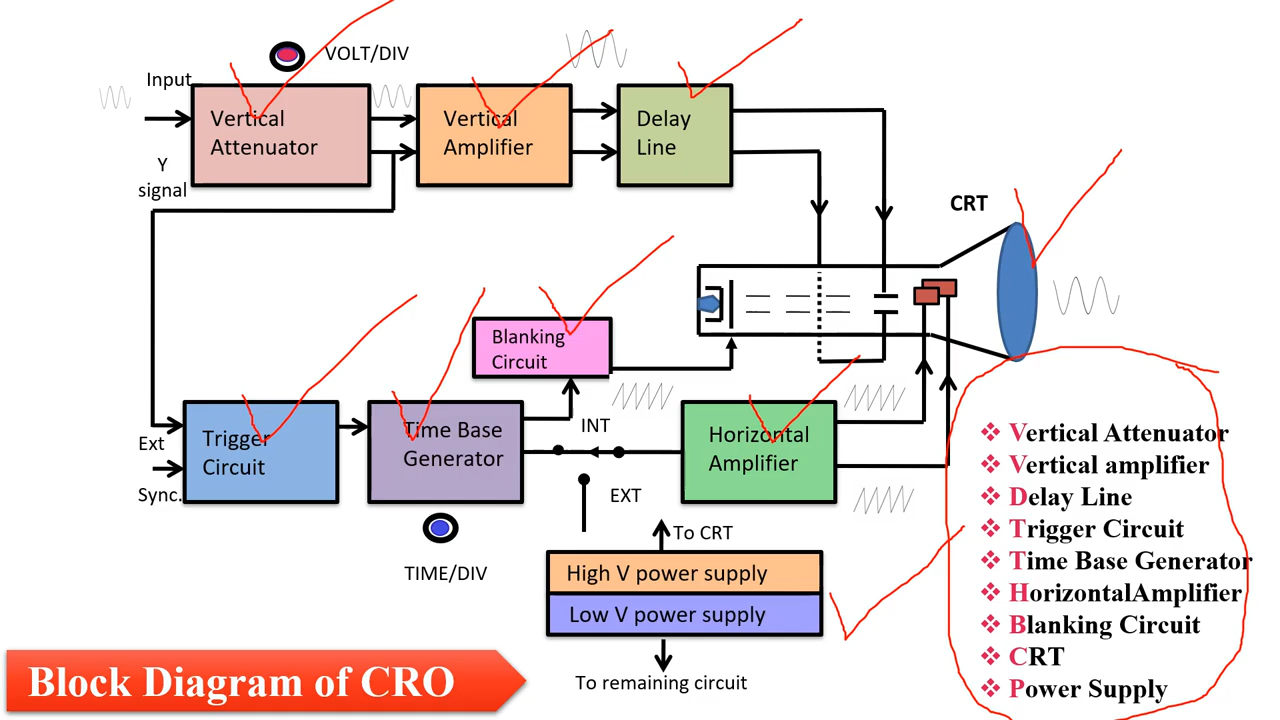 VOLT/DIV
Input
Vertical
Attenuator
Vertical
Amplifier
Delay
Line
Y
signal
CRT
Blanking
Circuit
INT
Ext
Trigger
Circuit
Time Base
Generator
Horizontal
Amplifier
Sync.
EXT
To CRT
TIME/DIV
High V power supply
Low V power supply
To remaining circuit
❖ Vertical Attenuator
❖ Vertical amplifier
❖ Delay Line
❖ Trigger Circuit
❖ Time Base Generator
❖ HorizontalAmplifier
❖ Blanking Circuit
❖ CRT
❖ Power Supply
Block Diagram of CRO